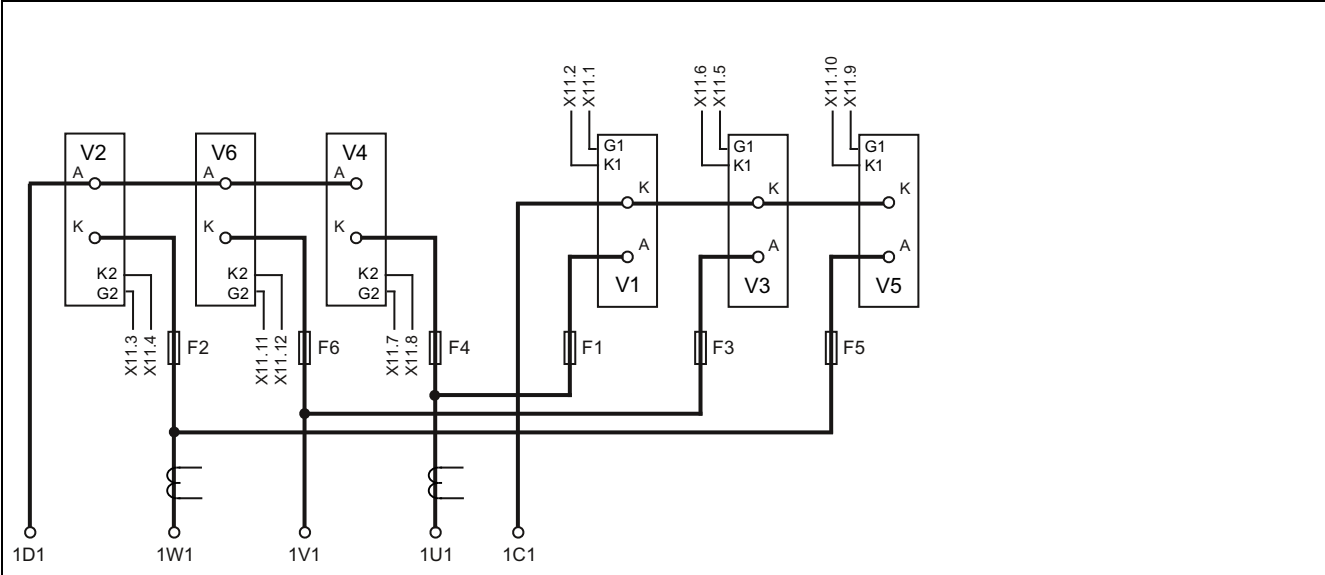 X11.2
X11.1
X11.6
X11.5
X11.10
X11.9
V2
V6
V4
G1
K1
G1
K1
G1
K1
A
A
A
K
K
K
K
K
K
A
A
A
K2
G2
K2
G2
K2
G2
V1
V3
V5
X11.3
X11.4
F2
X11.11
X11.12
F6
X11.7
X11.8
F4
F1
F3
F5
1D1
1W1
1V1
1U1
1C1